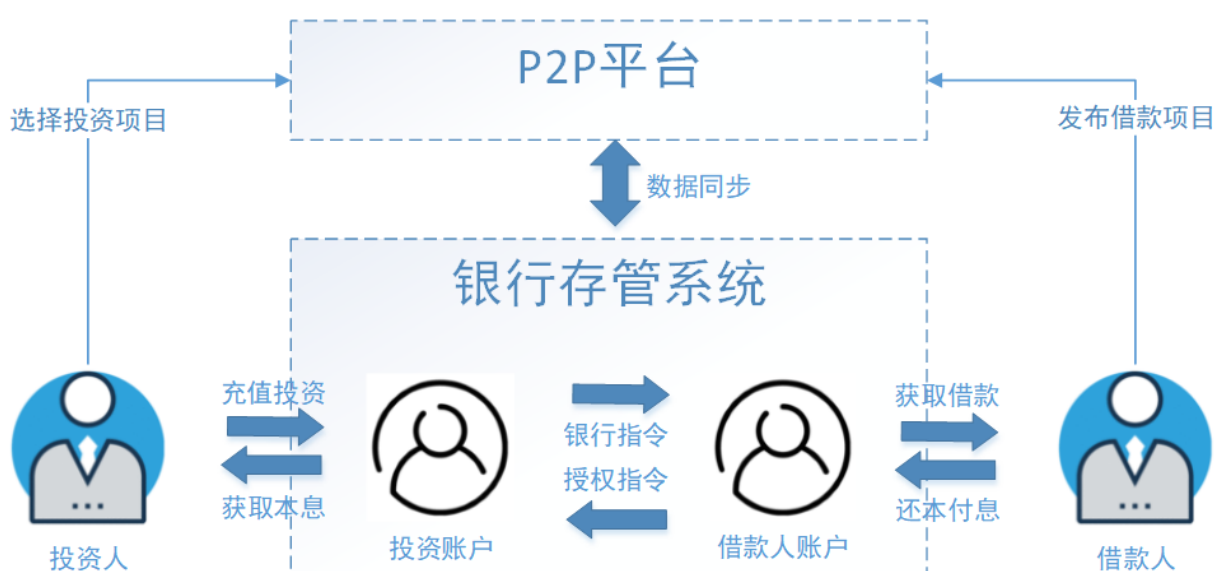 P2P平台
选择投资项目
发布借款项目
数据同步
银行存管系统
充值投资
获取借款
银行指令
授权指令
获取本息
还本付息
投资账户
借款人账户
投资人
借款人